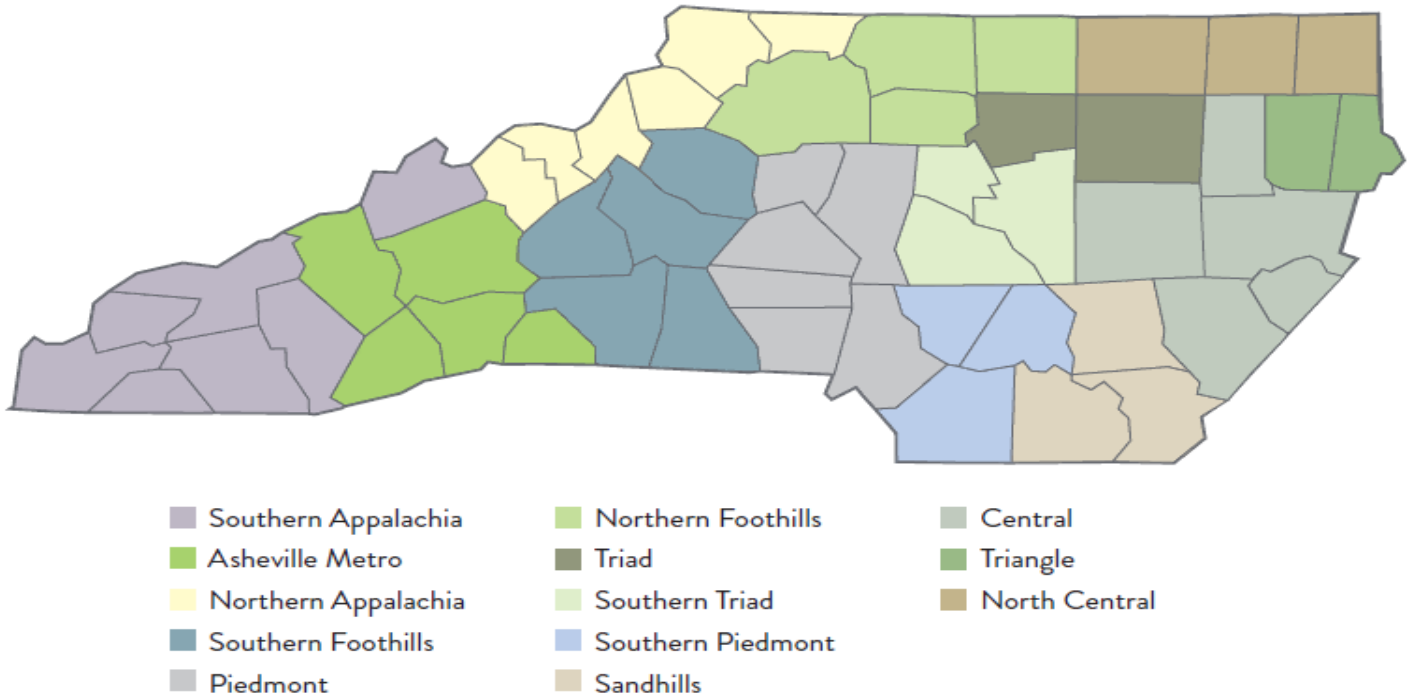 Southern Appalachia
Asheville Metro
Northern Appalachia
Southern Foothills
Piedmont
Northern Foothills
Triad
Southern Triad
Southern Piedmont
Sandhills
Central
Triangle
North Central